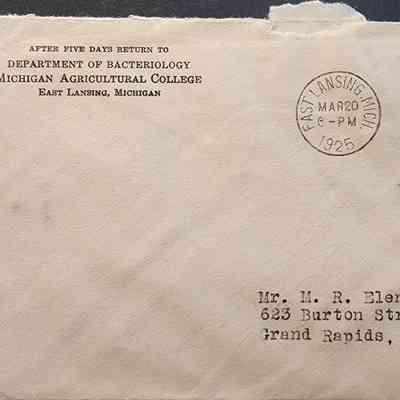 AFTER FIVE DAYS RETURN TO
DEPARTMENT OF BACTERIOLOGY
MICHIGAN AGRICULTURAL COLLEGE
EAST LANSING, MICHIGAN
EAST LANSING, MICH.
MAR 20
6-PM
1925
Mr. M. R. Elen
623 Burton Str
Grand Rapids,